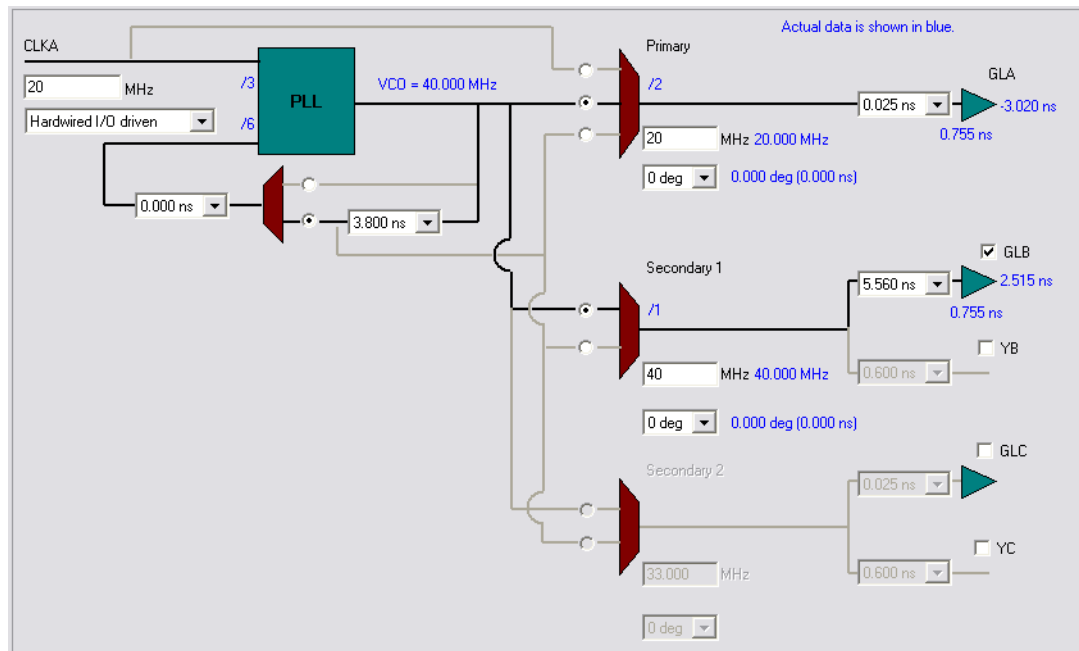 Actual data is shown in blue.
CLKA
Primary
GLA
20 MHz
/3
PLL
VCO = 40.000 MHz
/2
0.025 ns
-3.020 ns
Hardwired I/O driven
/6
0.755 ns
20 MHz 20.000 MHz
0 deg
0.000 deg (0.000 ns)
0.000 ns
3.800 ns
GLB
Secondary 1
5.560 ns
2.515 ns
/1
0.755 ns
YB
40 MHz 40.000 MHz
0.600 ns
0 deg
0.000 deg (0.000 ns)
GLC
Secondary 2
0.025 ns
YC
33.000 MHz
0.600 ns
0 deg